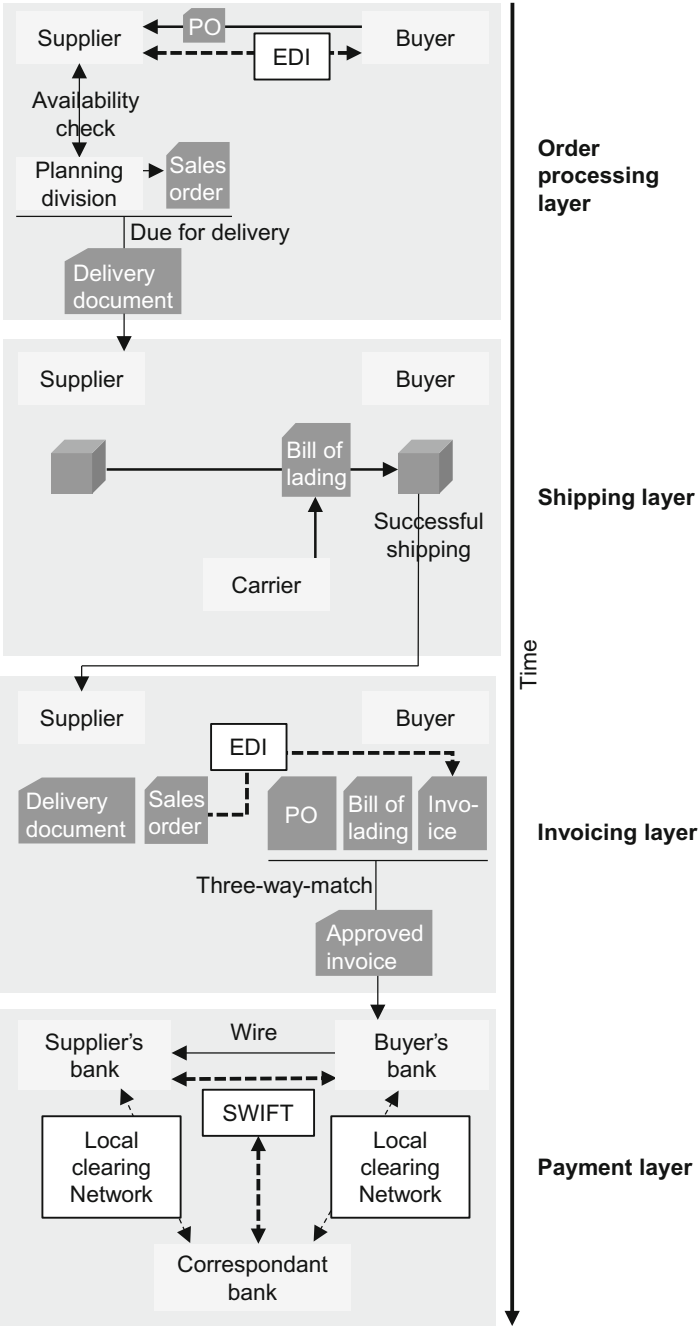 PO
Supplier
Buyer
EDI
Availability
check
Planning
division
Sales
order
Order
processing
layer
Due for delivery
Delivery
document
Supplier
Buyer
Bill of
lading
Successful
shipping
Shipping layer
Carrier
Time
Supplier
Buyer
EDI
Delivery
document
Sales
order
PO
Bill of
lading
Invo-
ice
Invoicing layer
Three-way-match
Approved
invoice
Supplier’s
bank
Wire
Buyer’s
bank
SWIFT
Local
clearing
Network
Local
clearing
Network
Payment layer
Correspondant
bank